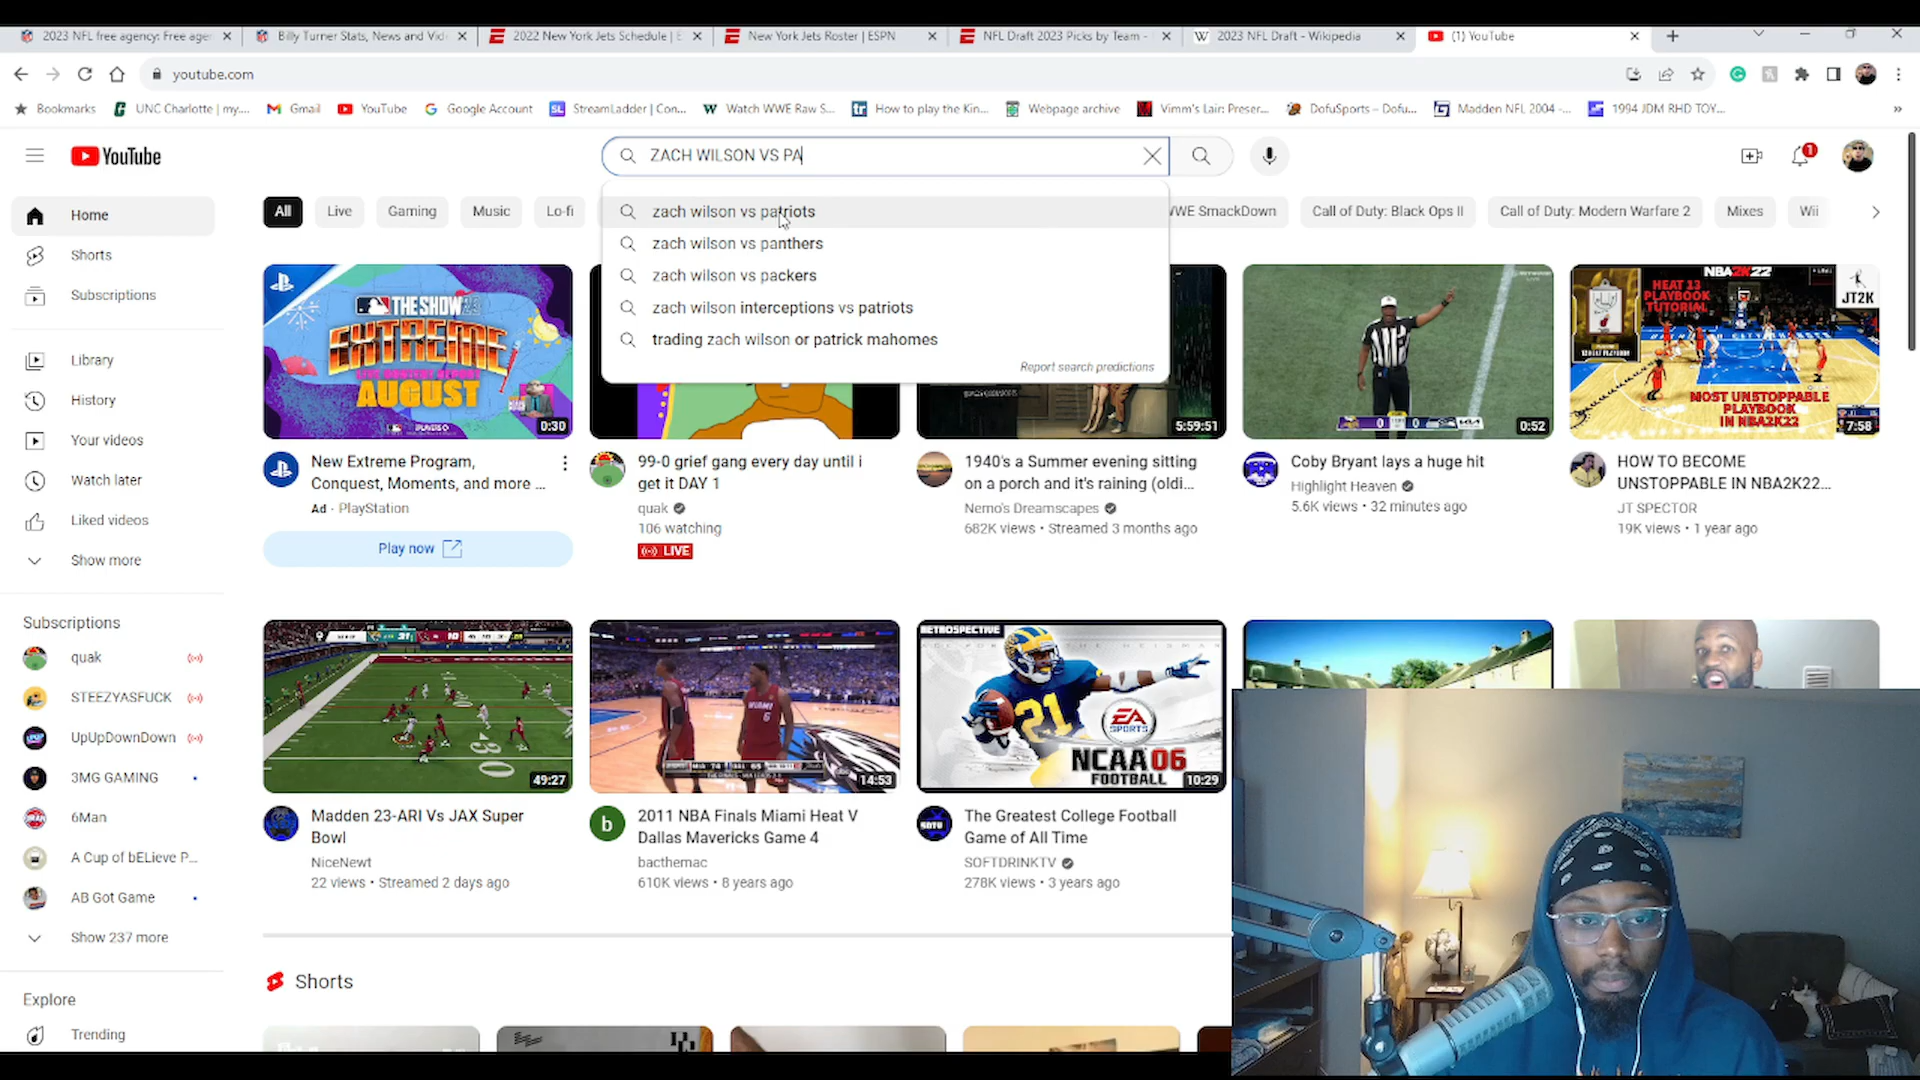 2023 NFL free agency: Free agen
Billy Turner Stats, News and Vid
2022 New York Jets Schedule | E
New York Jets Roster | ESPN
NFL Draft 2023 Picks by Team -
2023 NFL Draft - Wikipedia
(1) YouTube
youtube.com
Bookmarks
UNC Charlotte | my....
Gmail
YouTube
Google Account
StreamLadder | Con...
Watch WWE Raw S...
How to play the Kin...
Webpage archive
Vimm's Lair: Preser...
DofuSports – Dofu...
Madden NFL 2004 -...
1994 JDM RHD TOY...
YouTube
ZACH WILSON VS PA
1
zach wilson vs patriots
zach wilson vs panthers
zach wilson vs packers
zach wilson interceptions vs patriots
trading zach wilson or patrick mahomes
Report search predictions
All
Live
Gaming
Music
Lo-fi
WWE SmackDown
Call of Duty: Black Ops II
Call of Duty: Modern Warfare 2
Mixes
Wii
Home
Shorts
Subscriptions
Library
History
Your videos
Watch later
Liked videos
Show more
Subscriptions
quak
STEEZYASFUCK
UpUpDownDown
3MG GAMING
6Man
A Cup of bELieve P...
AB Got Game
Show 237 more
Explore
Trending
THE SHOW 23
EXTREME
AUGUST
0:30
New Extreme Program,
Conquest, Moments, and more ...
Ad · PlayStation
Play now
99-0 grief gang every day until i
get it DAY 1
quak
106 watching
LIVE
5:59:51
1940's a Summer evening sitting
on a porch and it's raining (oldi...
Nemo's Dreamscapes
682K views · Streamed 3 months ago
0:52
Coby Bryant lays a huge hit
Highlight Heaven
5.6K views · 32 minutes ago
NBA2K22
HEAT 13
PLAYBOOK
TUTORIAL
JT2K
MOST UNSTOPPABLE
PLAYBOOK
IN NBA2K22
7:58
HOW TO BECOME
UNSTOPPABLE IN NBA2K22...
JT SPECTOR
19K views · 1 year ago
49:27
Madden 23-ARI Vs JAX Super
Bowl
NiceNewt
22 views · Streamed 2 days ago
MIAMI
6
14:53
b
2011 NBA Finals Miami Heat V
Dallas Mavericks Game 4
bacthemac
610K views · 8 years ago
RETROSPECTIVE
21
EA
SPORTS
NCAA 06
FOOTBALL
10:29
The Greatest College Football
Game of All Time
SOFTDRINKTV
278K views · 3 years ago
Shorts